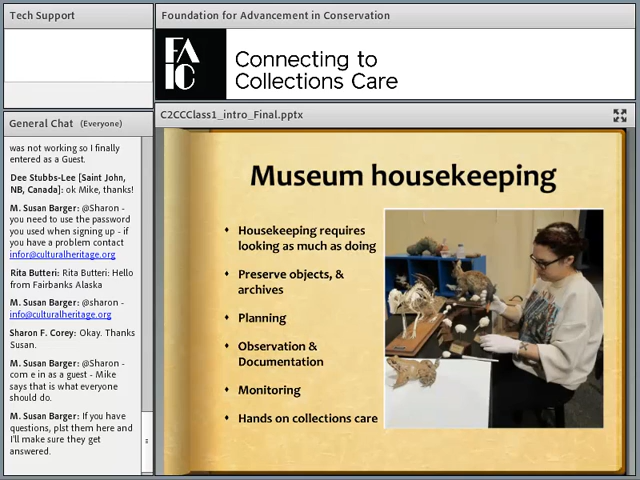 Tech Support
Foundation for Advancement in Conservation
FA
IC
Connecting to
Collections Care
General Chat (Everyone)
was not working so I finally
entered as a Guest.
Dee Stubbs-Lee [Saint John,
NB, Canada]: ok Mike, thanks!
M. Susan Barger: @Sharon -
you need to use the password
you used when signing up - if
you have a problem contact
infor@culturalheritage.org
Rita Butteri: Rita Butteri: Hello
from Fairbanks Alaska
M. Susan Barger: @sharon -
info@culturalheritage.org
Sharon F. Corey: Okay. Thanks
Susan.
M. Susan Barger: @Sharon -
com e in as a guest - Mike
says that is what everyone
should do.
M. Susan Barger: If you have
questions, plst them here and
I'll make sure they get
answered.
C2CCClass1_intro_Final.pptx
Museum housekeeping
♦ Housekeeping requires
looking as much as doing
♦ Preserve objects, &
archives
♦ Planning
♦ Observation &
Documentation
♦ Monitoring
♦ Hands on collections care